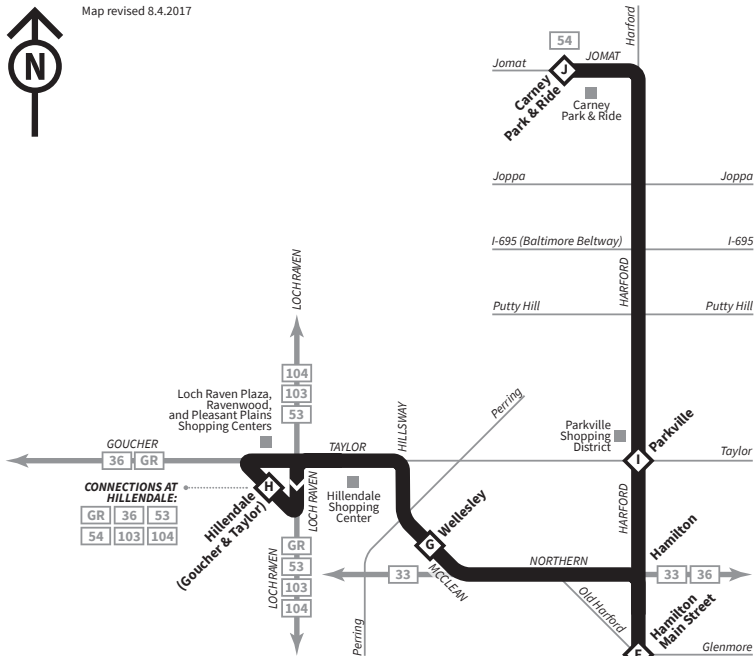 Map revised 8.4.2017
N
54
Jomat
JOMAT
Harford
J
Carney
Park & Ride
Carney
Park & Ride
Joppa
Joppa
I-695 (Baltimore Beltway)
I-695
HARFORD
Putty Hill
Putty Hill
LOCH RAVEN
104
103
53
Loch Raven Plaza,
Ravenwood,
and Pleasant Plains
Shopping Centers
HILLSWAY
Perring
Parkville
Shopping
District
Parkville
I
Taylor
GOUCHER
36
GR
TAYLOR
CONNECTIONS AT
HILLENDALE:
GR
36
53
54
103
104
H
Hillendale
(Goucher & Taylor)
LOCH RAVEN
Hillendale
Shopping
Center
Wellesley
G
HARFORD
Hamilton
GR
53
103
104
LOCH RAVEN
33
MCCLEAN
NORTHERN
33
36
Old Harford
Hamilton
Main Street
Perring
Glenmore